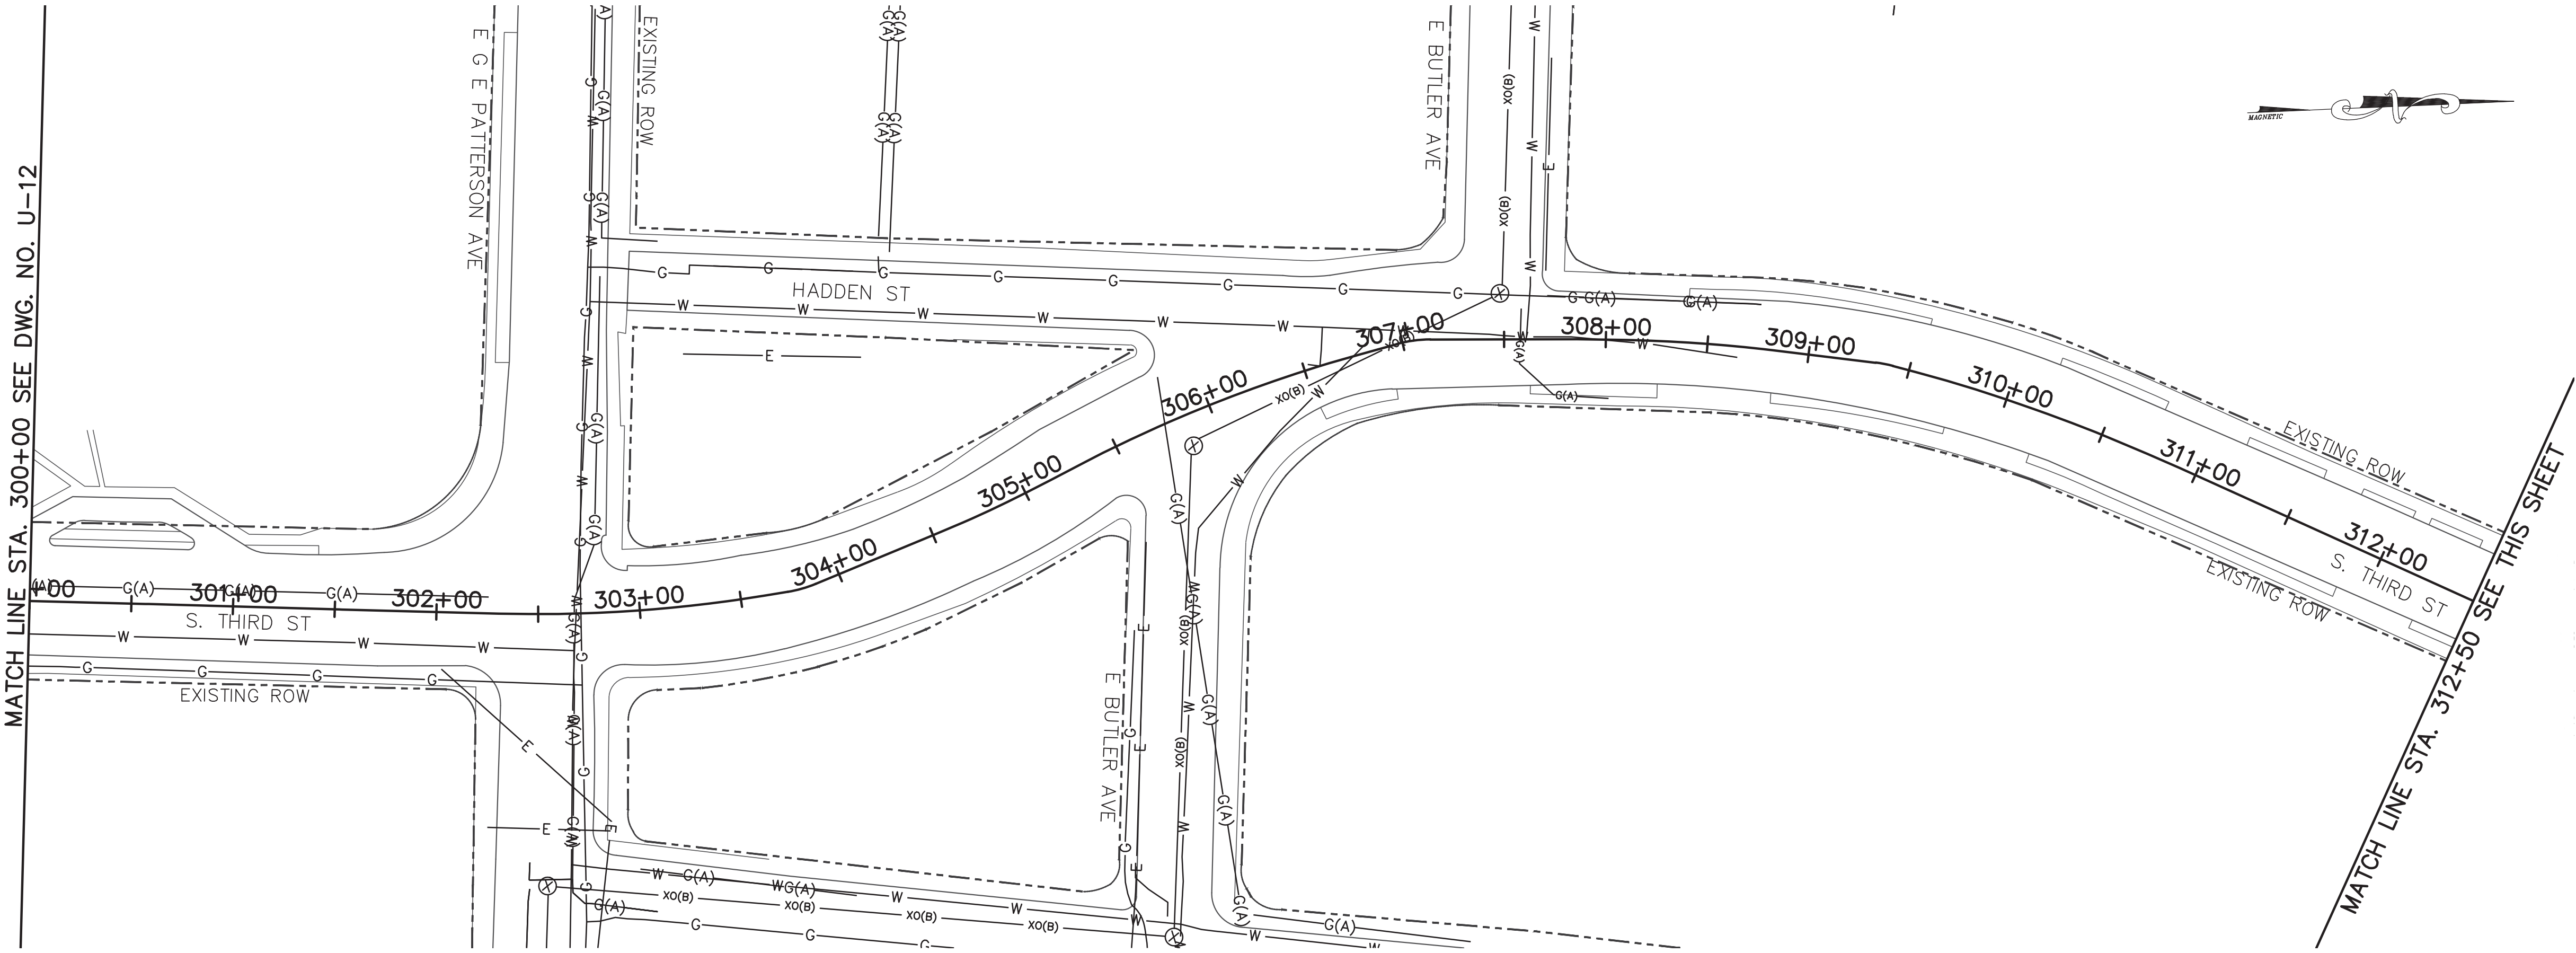 MATCH LINE STA. 300+00 SEE DWG. NO. U-12
E G E PATTERSON AVE
EXISTING ROW
E BUTLER AVE
MAGNETIC
N
HADDEN ST
301+00
302+00
303+00
304+00
305+00
306+00
307+00
308+00
309+00
310+00
311+00
312+00
S. THIRD ST
EXISTING ROW
E BUTLER AVE
EXISTING ROW
EXISTING ROW
S. THIRD ST
MATCH LINE STA. 312+50 SEE THIS SHEET
G(A)
G
W
E
XO(B)
X